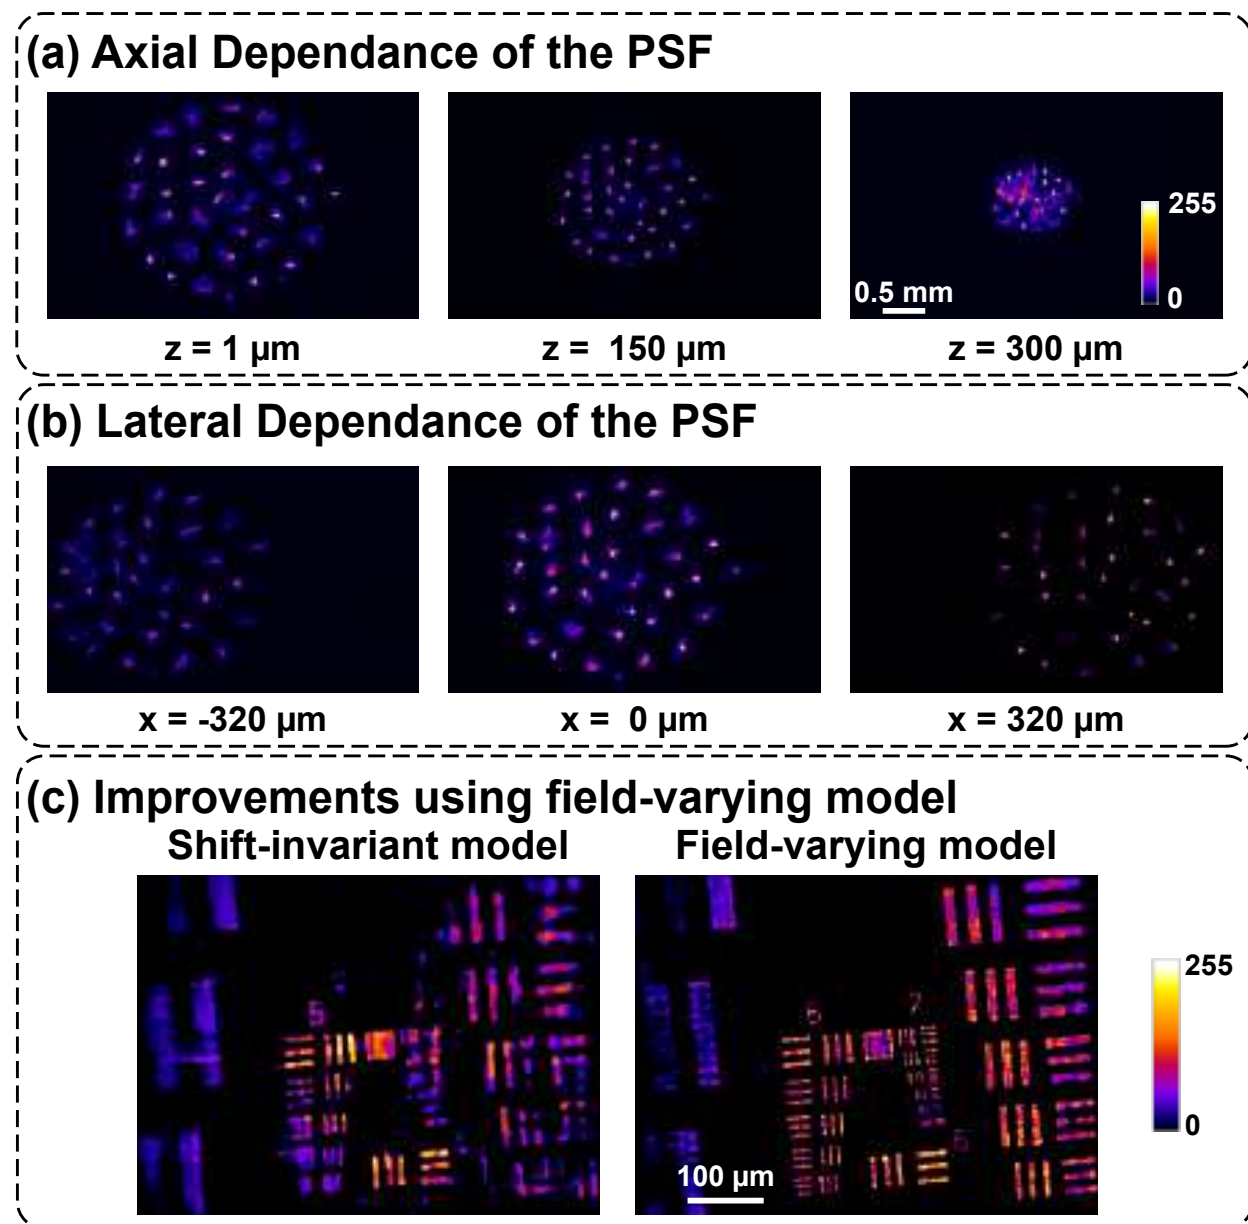 (a) Axial Dependance of the PSF
255
0.5 mm
0
z = 1 µm
z =  150 µm
z = 300 µm
(b) Lateral Dependance of the PSF
x = -320 µm
x =  0 µm
x = 320 µm
(c) Improvements using field-varying model
Shift-invariant model
Field-varying model
255
0
100 µm